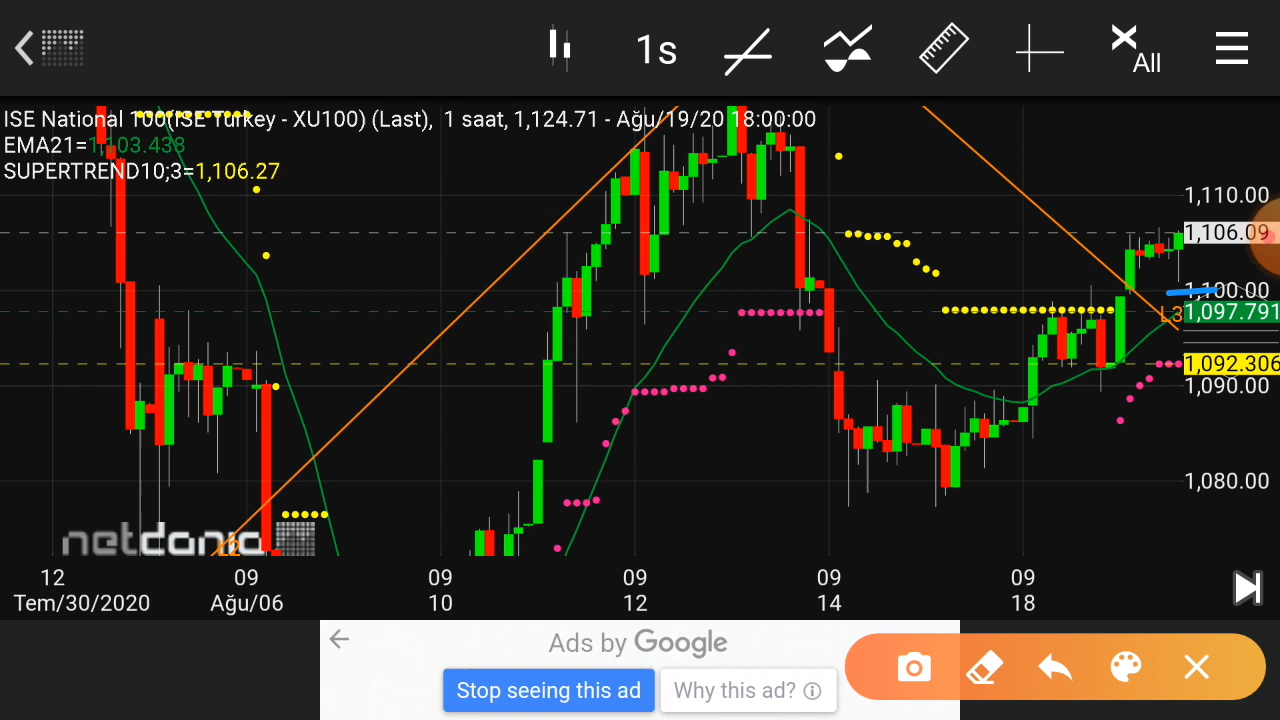 1s
All
ISE National 100(ISE Turkey - XU100) (Last), 1 saat, 1,124.71 - Ağu/19/20 18:00:00
EMA21=1,103.438
SUPERTREND10;3=1,106.27
1,110.00
1,106.09
1,100.00
L3
1,097.791
1,092.306
1,090.00
1,080.00
netdania
L2
12 09 09 09 09 09
Tem/30/2020 Ağu/06 10 12 14 18
Ads by Google
Stop seeing this ad
Why this ad?